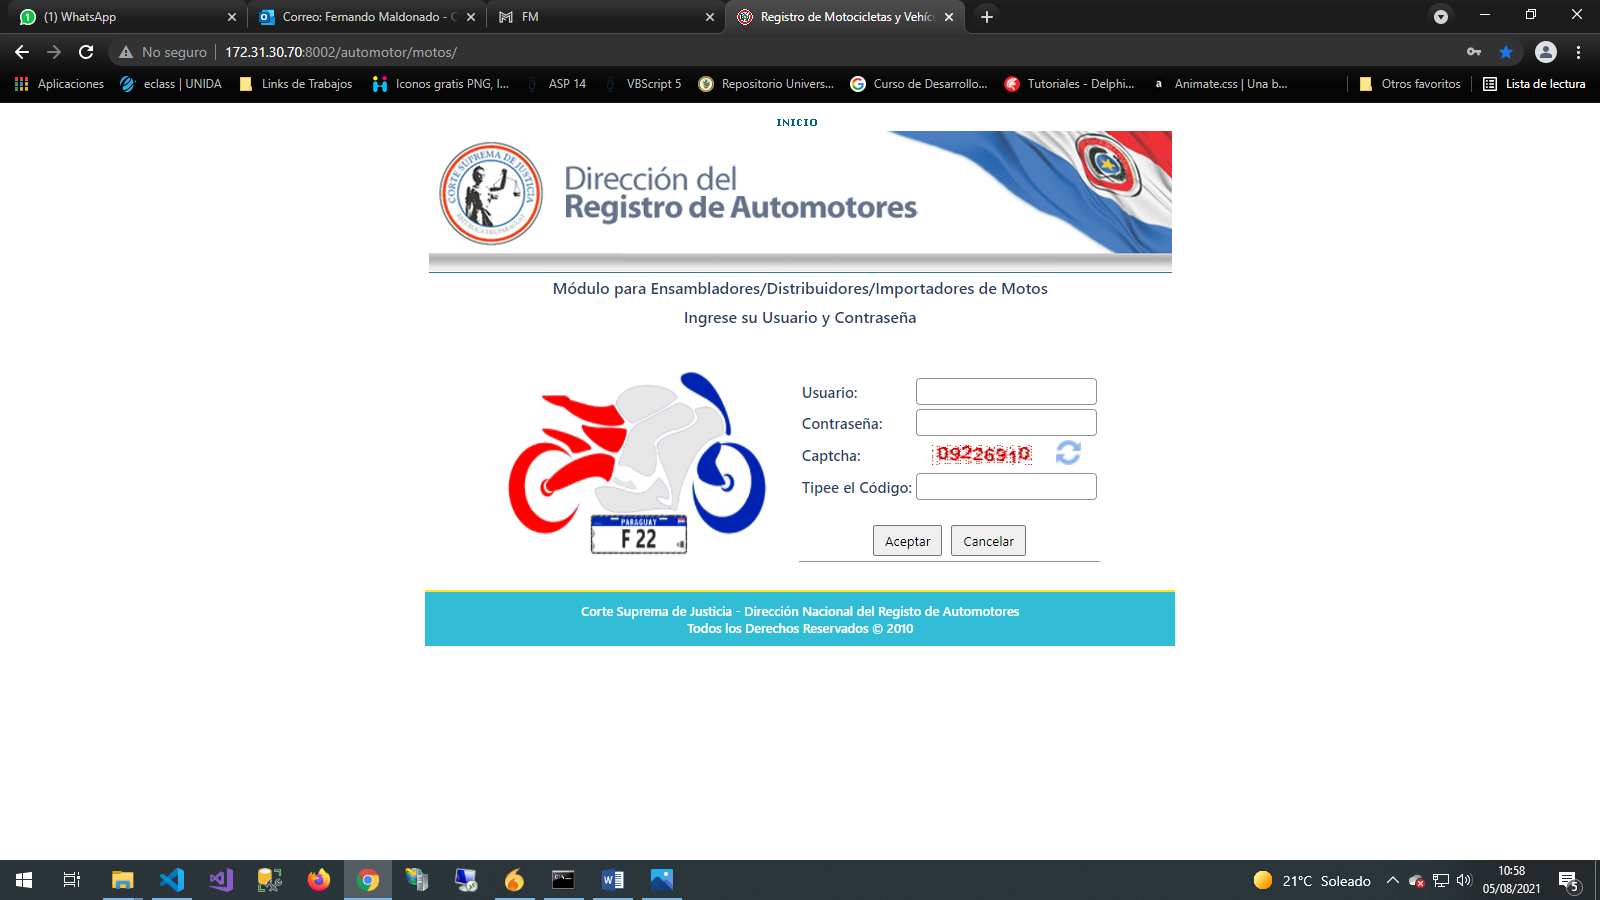 (1) WhatsApp
Correo: Fernando Maldonado - O
FM
Registro de Motocicletas y Vehícu
No seguro
172.31.30.70:8002/automotor/motos/
Aplicaciones
eclass | UNIDA
Links de Trabajos
Iconos gratis PNG, I...
ASP 14
VBScript 5
Repositorio Univers...
Curso de Desarrollo...
Tutoriales - Delphi...
Animate.css | Una b...
Otros favoritos
Lista de lectura
INICIO
CORTE SUPREMA DE JUSTICIA
REPUBLICA DEL PARAGUAY
Dirección del
Registro de Automotores
Módulo para Ensambladores/Distribuidores/Importadores de Motos
Ingrese su Usuario y Contraseña
PARAGUAY
F 22
Usuario:
Contraseña:
Captcha:
09226910
Tipee el Código:
Aceptar
Cancelar
Corte Suprema de Justicia - Dirección Nacional del Registo de Automotores
Todos los Derechos Reservados © 2010
21°C Soleado
10:58
05/08/2021
5